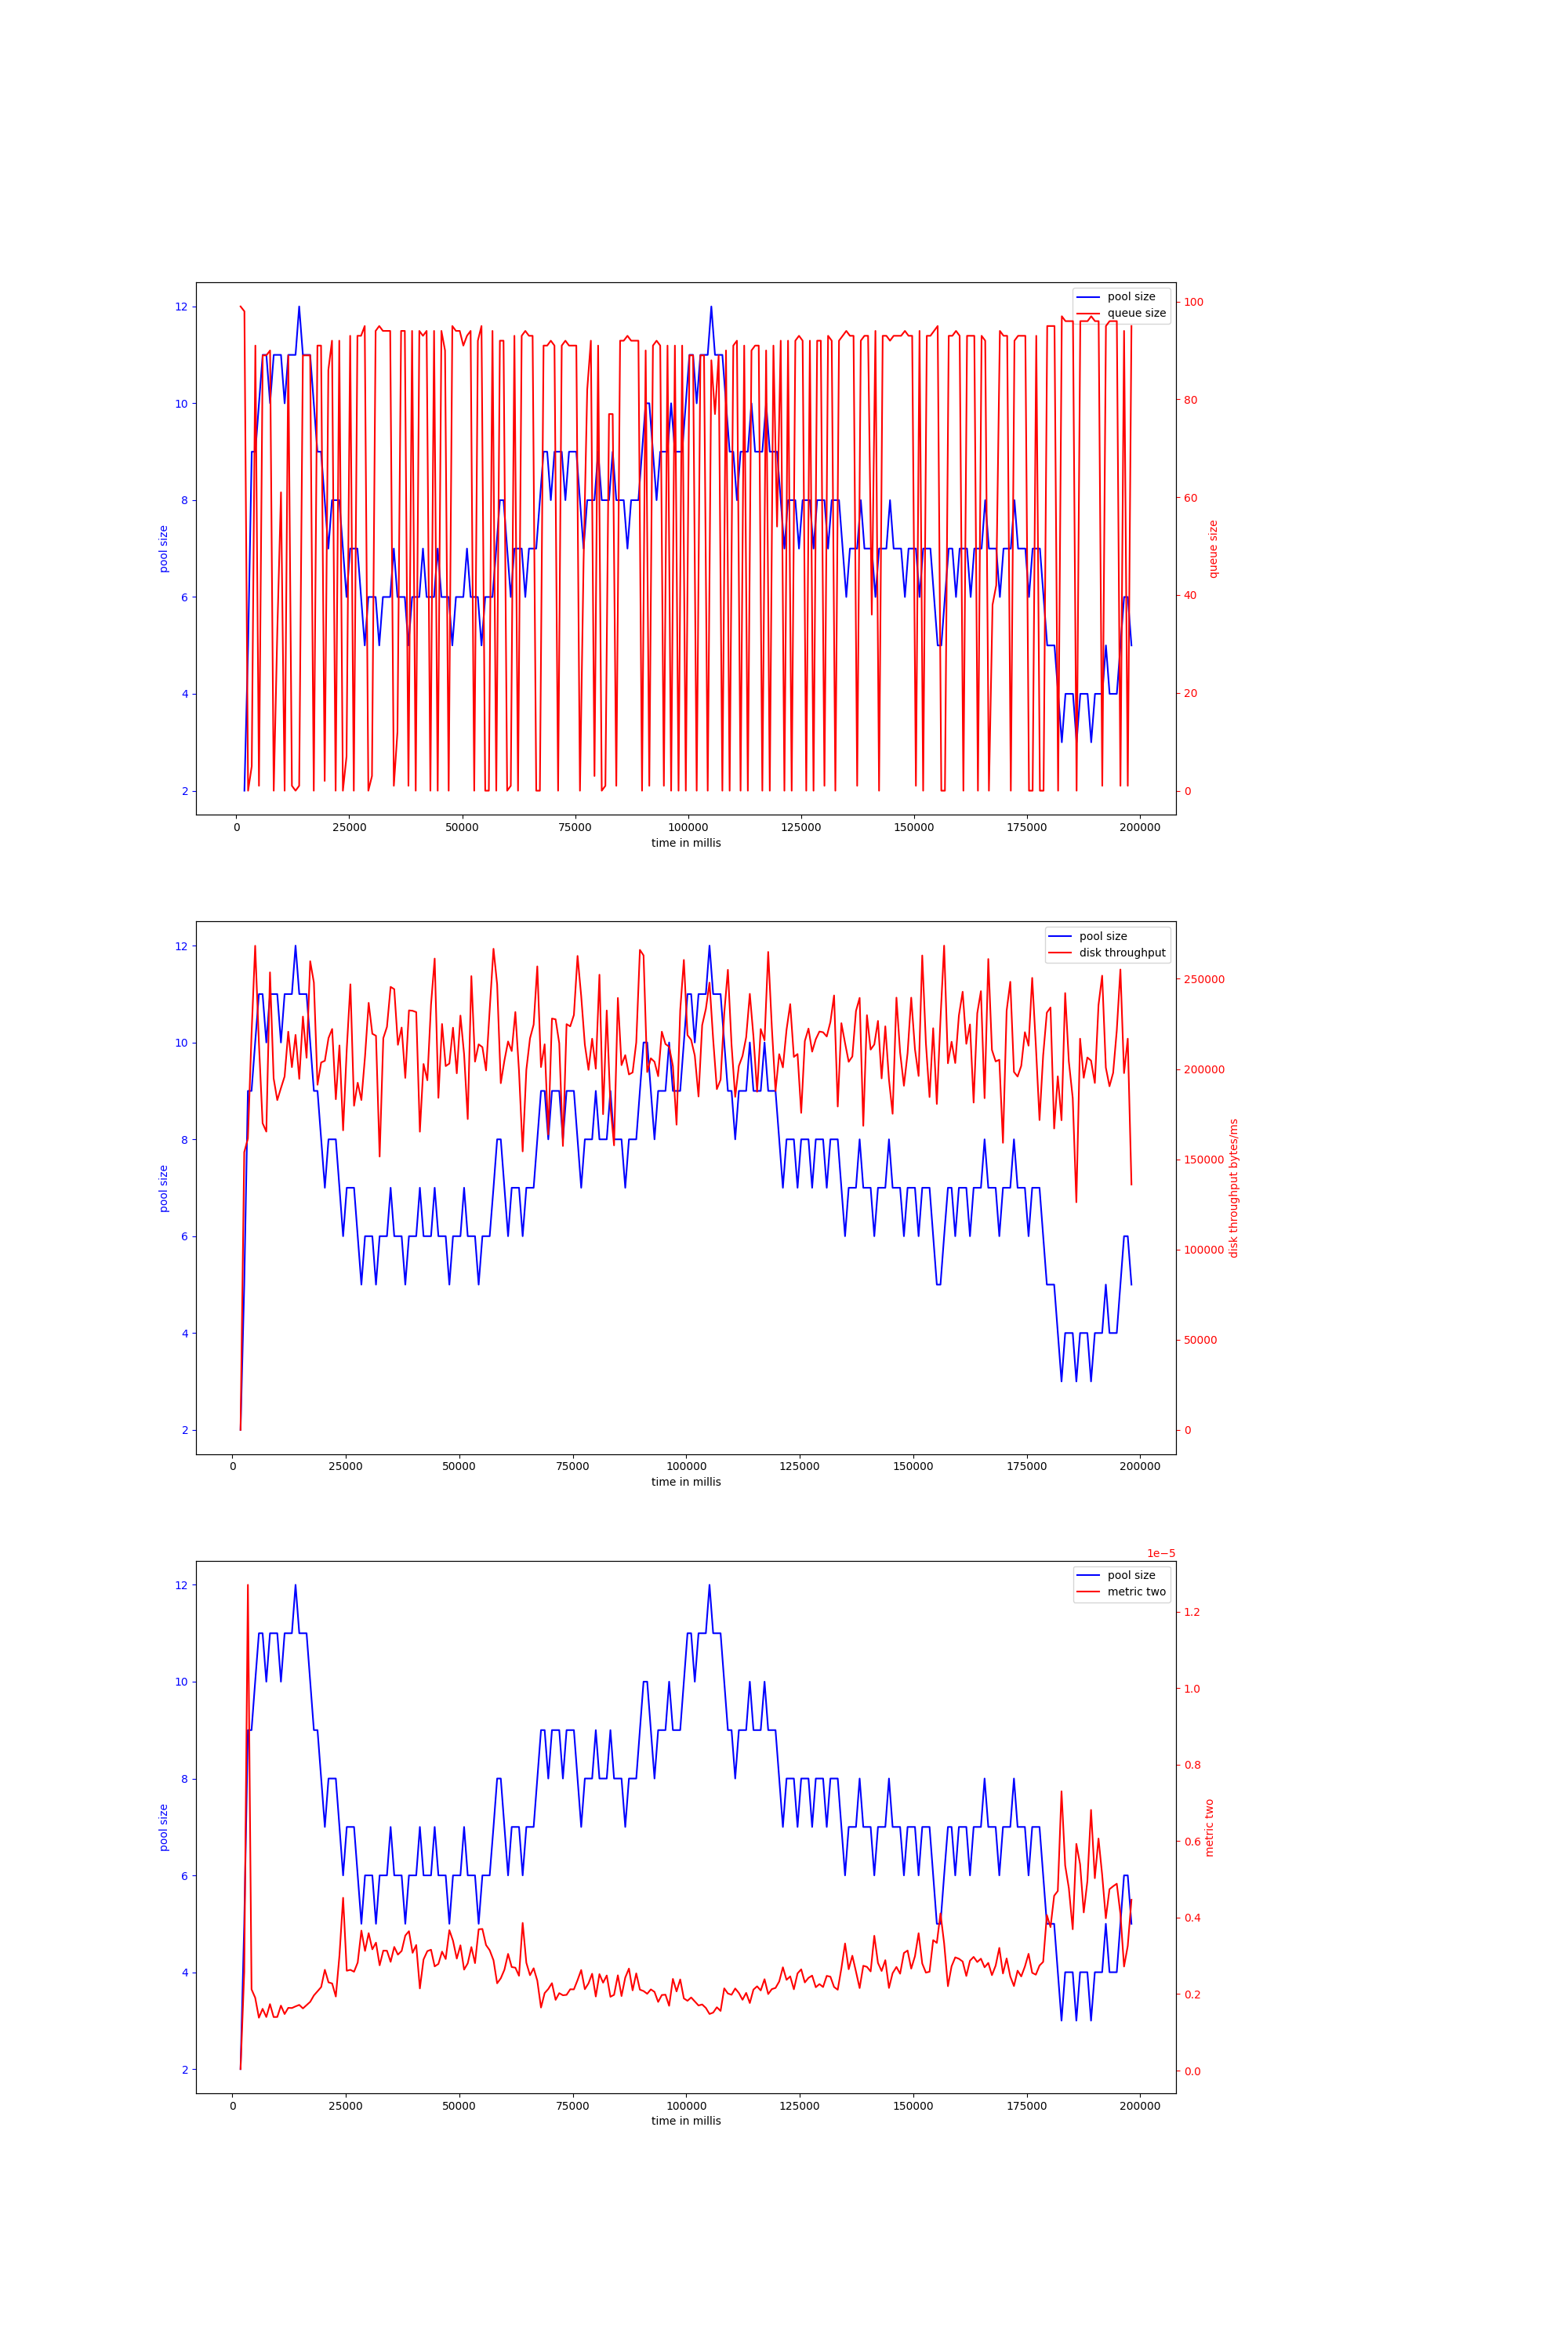 pool size
queue size
12
10
8
6
4
2
pool size
100
80
60
40
20
0
queue size
0 25000 50000 75000 100000 125000 150000 175000 200000
time in millis
pool size
disk throughput
12
10
8
6
4
2
pool size
250000
200000
150000
100000
50000
0
disk throughput bytes/ms
0 25000 50000 75000 100000 125000 150000 175000 200000
time in millis
1e−5
pool size
metric two
12
10
8
6
4
2
pool size
1.2
1.0
0.8
0.6
0.4
0.2
0.0
metric two
0 25000 50000 75000 100000 125000 150000 175000 200000
time in millis